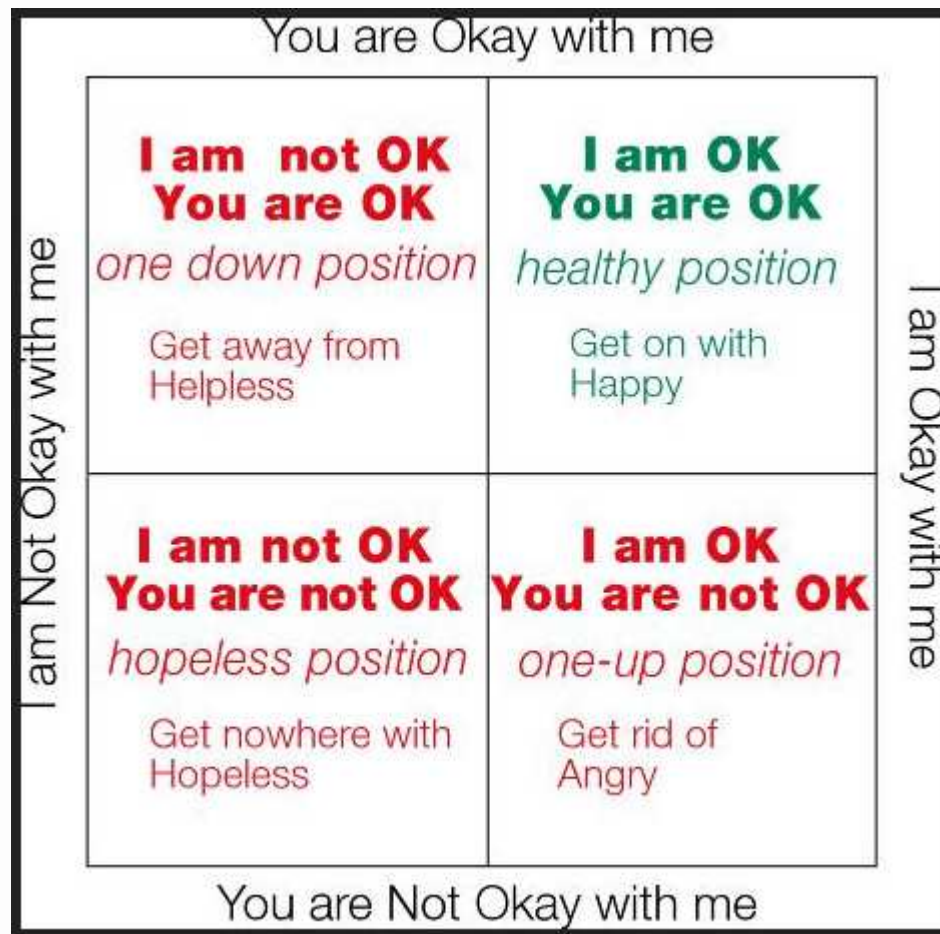 You are Okay with me
I am Not Okay with me
I am not OK
You are OK
one down position
Get away from
Helpless
I am OK
You are OK
healthy position
Get on with
Happy
I am Okay with me
I am not OK
You are not OK
hopeless position
Get nowhere with
Hopeless
I am OK
You are not OK
one-up position
Get rid of
Angry
You are Not Okay with me